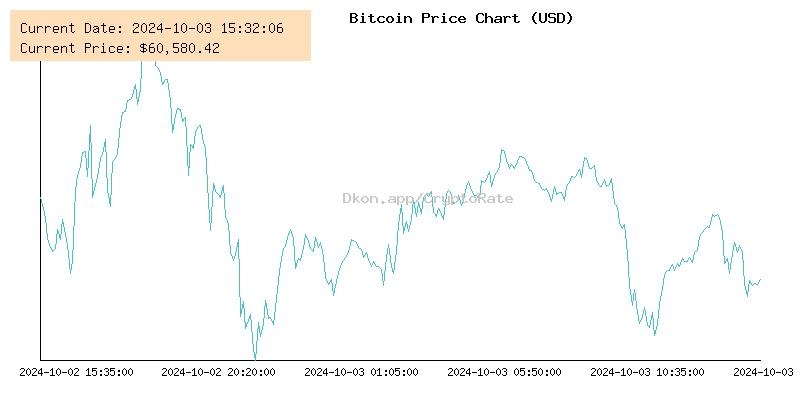 Bitcoin Price Chart (USD)
Current Date: 2024-10-03 15:32:06
Current Price: $60,580.42
Dkon.app/CryptoRate
2024-10-02 15:35:00 2024-10-02 20:20:00 2024-10-03 01:05:00 2024-10-03 05:50:00 2024-10-03 10:35:00 2024-10-03